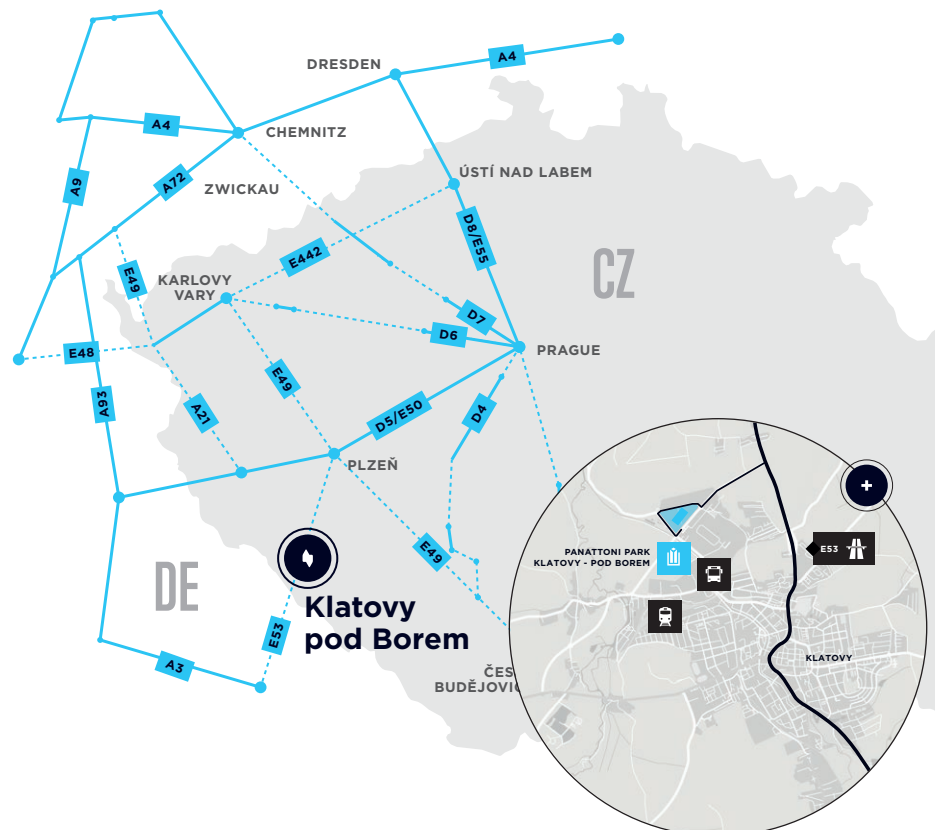 DRESDEN
A4
A4
CHEMNITZ
ÚSTÍ NAD LABEM
A9
A72
ZWICKAU
D8/E55
CZ
E442
E49
KARLOVY
VARY
D7
D6
PRAGUE
E48
E49
A93
A21
D5/E50
D4
PLZEŇ
E49
DE
Klatovy
pod Borem
E53
A3
ČES
BUDĚJOVIC
PANATTONI PARK
KLATOVY - POD BOREM
E53
KLATOVY